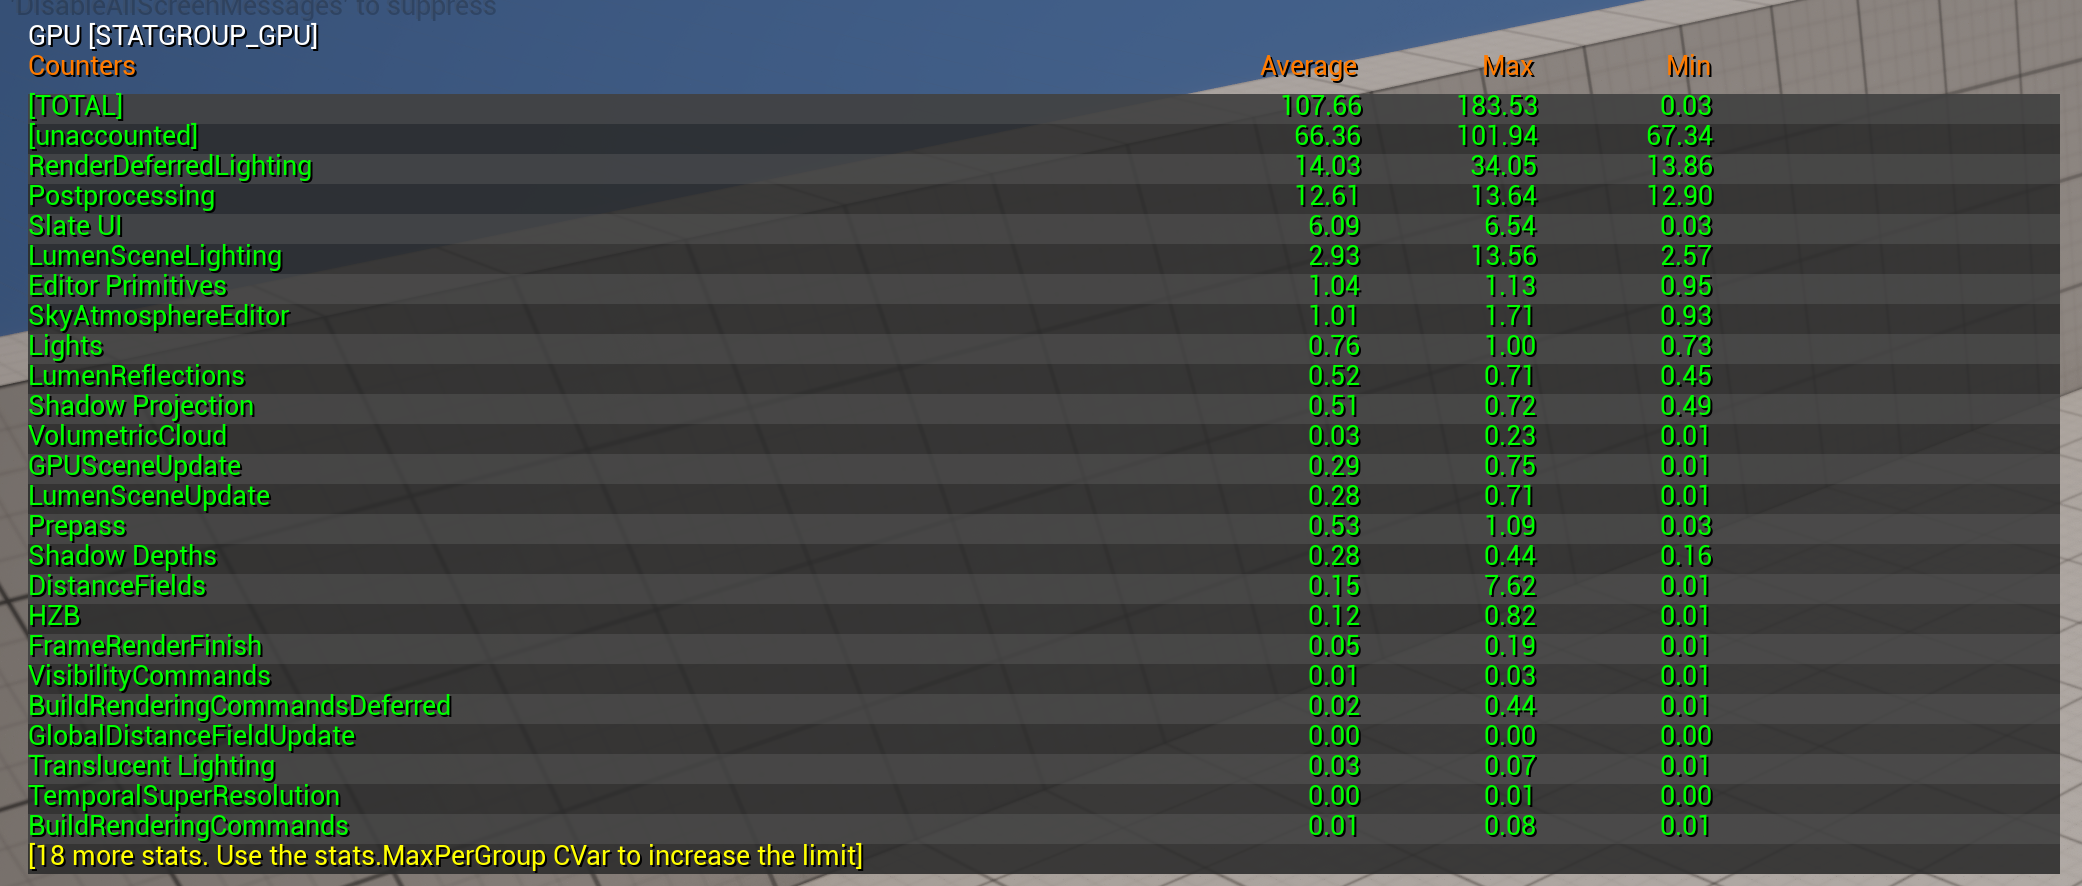 'DisableAllScreenMessages' to suppress
GPU [STATGROUP_GPU]
Counters Average Max Min
[TOTAL] 107.66 183.53 0.03
[unaccounted] 66.36 101.94 67.34
RenderDeferredLighting 14.03 34.05 13.86
Postprocessing 12.61 13.64 12.90
Slate UI 6.09 6.54 0.03
LumenSceneLighting 2.93 13.56 2.57
Editor Primitives 1.04 1.13 0.95
SkyAtmosphereEditor 1.01 1.71 0.93
Lights 0.76 1.00 0.73
LumenReflections 0.52 0.71 0.45
Shadow Projection 0.51 0.72 0.49
VolumetricCloud 0.03 0.23 0.01
GPUSceneUpdate 0.29 0.75 0.01
LumenSceneUpdate 0.28 0.71 0.01
Prepass 0.53 1.09 0.03
Shadow Depths 0.28 0.44 0.16
DistanceFields 0.15 7.62 0.01
HZB 0.12 0.82 0.01
FrameRenderFinish 0.05 0.19 0.01
VisibilityCommands 0.01 0.03 0.01
BuildRenderingCommandsDeferred 0.02 0.44 0.01
GlobalDistanceFieldUpdate 0.00 0.00 0.00
Translucent Lighting 0.03 0.07 0.01
TemporalSuperResolution 0.00 0.01 0.00
BuildRenderingCommands 0.01 0.08 0.01
[18 more stats. Use the stats.MaxPerGroup CVar to increase the limit]